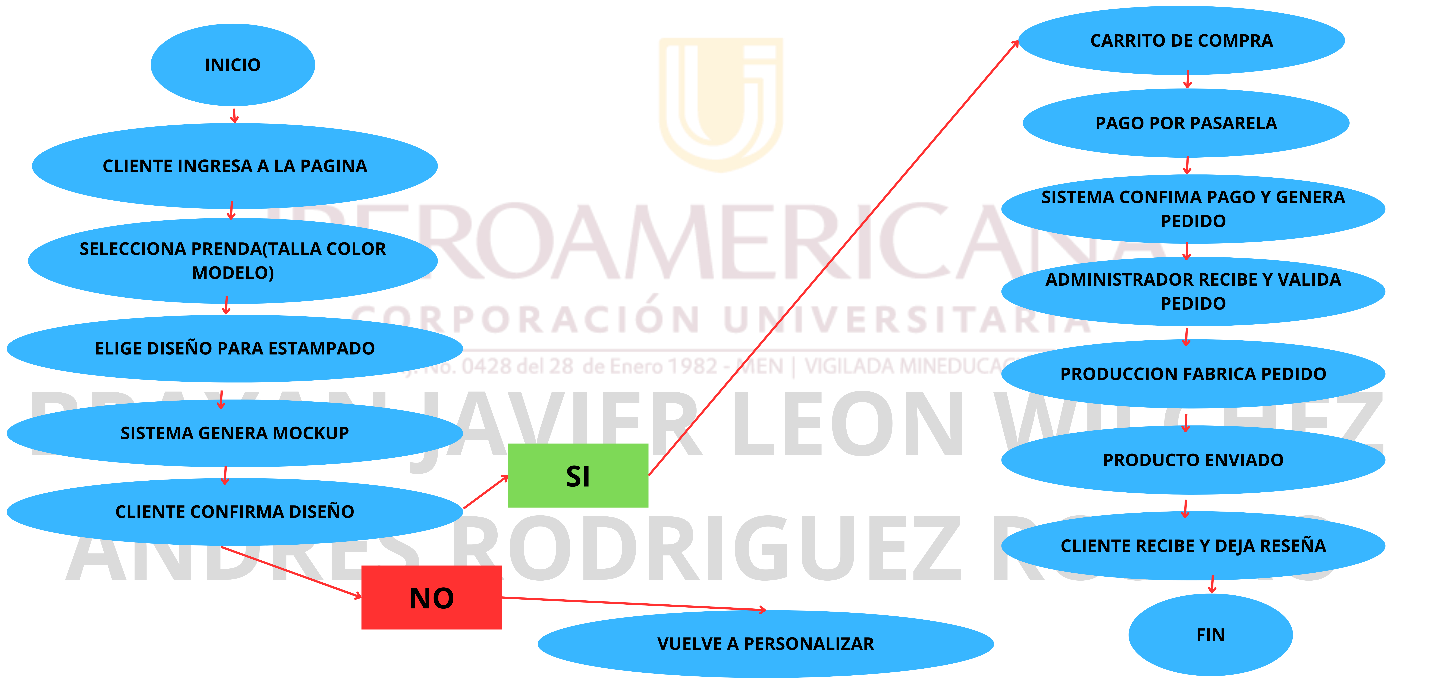 INICIO
CLIENTE INGRESA A LA PAGINA
SELECCIONA PRENDA(TALLA COLOR
MODELO)
ELIGE DISEÑO PARA ESTAMPADO
SISTEMA GENERA MOCKUP
CLIENTE CONFIRMA DISEÑO
SI
NO
VUELVE A PERSONALIZAR
CARRITO DE COMPRA
PAGO POR PASARELA
SISTEMA CONFIMA PAGO Y GENERA
PEDIDO
ADMINISTRADOR RECIBE Y VALIDA
PEDIDO
PRODUCCION FABRICA PEDIDO
PRODUCTO ENVIADO
CLIENTE RECIBE Y DEJA RESEÑA
FIN
IBEROAMERICANA
CORPORACIÓN UNIVERSITARIA
No. 0428 del 28 de Enero 1982 - MEN | VIGILADA
BRAYAN JAVIER LEON WILCHEZ
ANDRES RODRIGUEZ